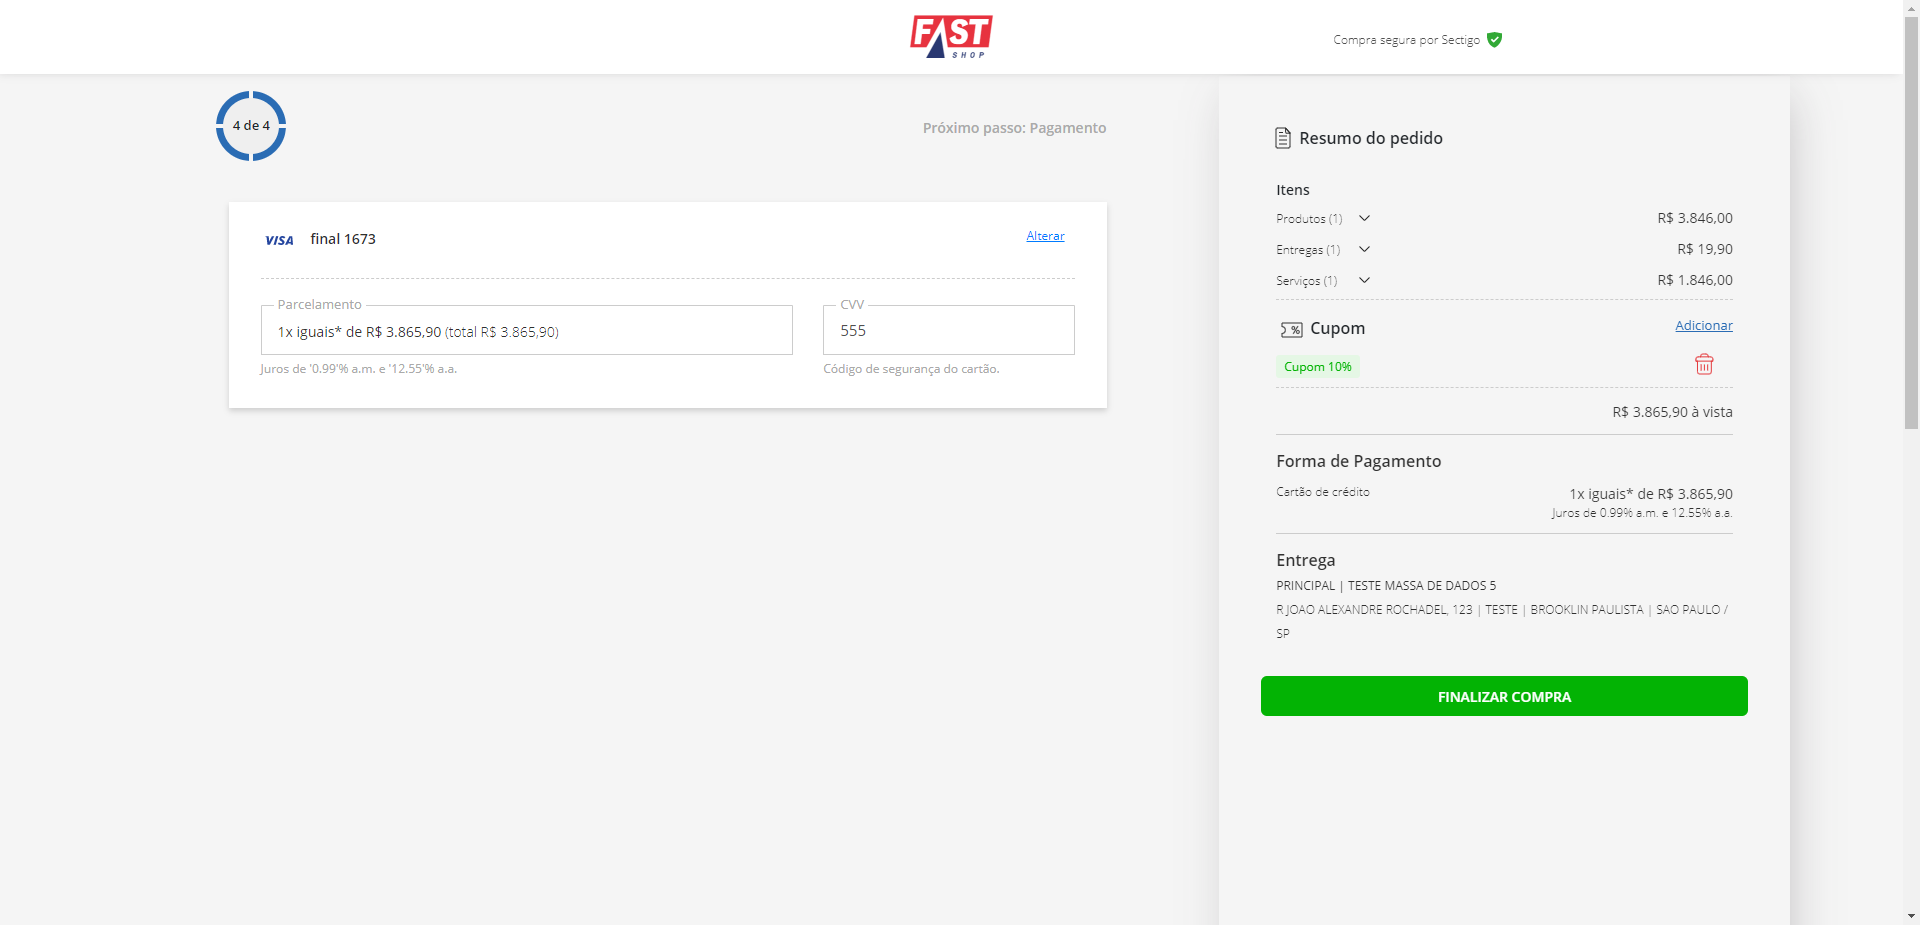 FAST
SHOP
Compra segura por Sectigo
4 de 4
Próximo passo: Pagamento
VISA final 1673
Alterar
Parcelamento
1x iguais* de R$ 3.865,90 (total R$ 3.865,90)
Juros de '0.99'% a.m. e '12.55'% a.a.
CVV
555
Código de segurança do cartão.
Resumo do pedido
Itens
Produtos (1) R$ 3.846,00
Entregas (1) R$ 19,90
Serviços (1) R$ 1.846,00
% Cupom Adicionar
Cupom 10%
R$ 3.865,90 à vista
Forma de Pagamento
Cartão de crédito 1x iguais* de R$ 3.865,90
Juros de 0.99% a.m. e 12.55% a.a.
Entrega
PRINCIPAL | TESTE MASSA DE DADOS 5
R JOAO ALEXANDRE ROCHADEL, 123 | TESTE | BROOKLIN PAULISTA | SAO PAULO /
SP
FINALIZAR COMPRA